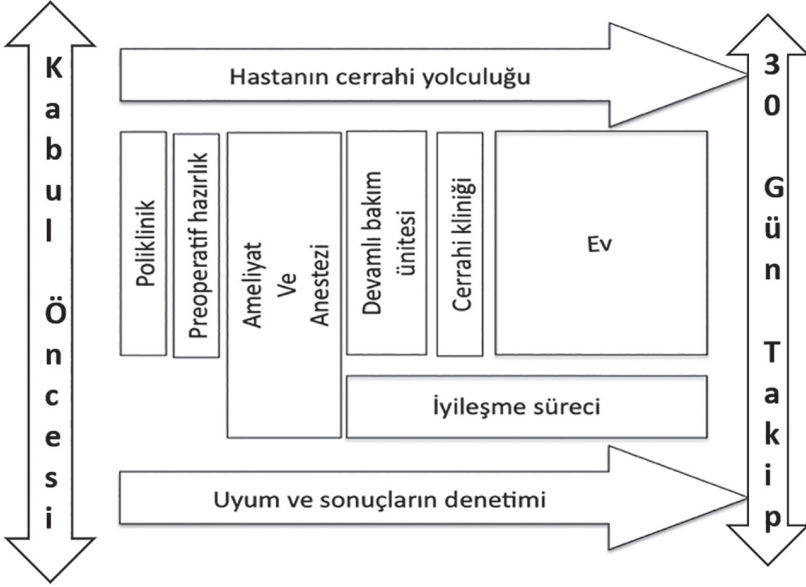 Kabul Öncesi
Hastanın cerrahi yolculuğu
Poliklinik
Preoperatif hazırlık
Ameliyat
Ve
Anestezi
Devamlı bakım
ünitesi
Cerrahi kliniği
Ev
İyileşme süreci
Uyum ve sonuçların denetimi
30 Gün Takip